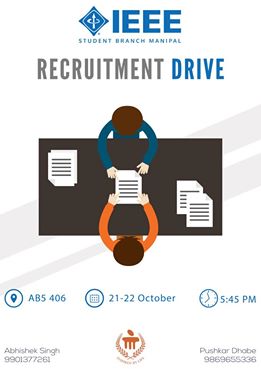 IEEE
STUDENT BRANCH MANIPAL
RECRUITMENT DRIVE
AB5 406
21-22 October
5:45 PM
Abhishek Singh
9901377261
Pushkar Dhabe
9869655336